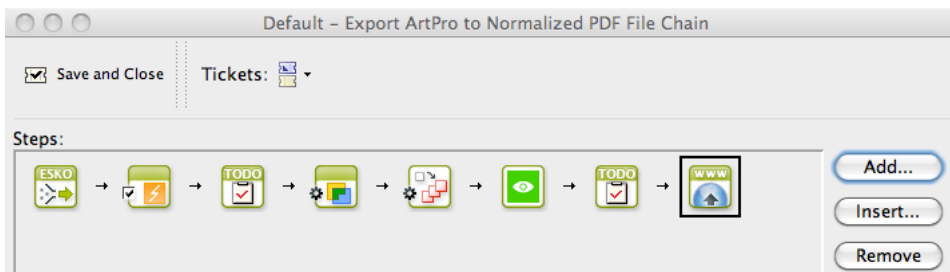 Default - Export ArtPro to Normalized PDF File Chain
Save and Close
Tickets:
Steps:
ESKO
TODO
TODO
www
Add...
Insert...
Remove